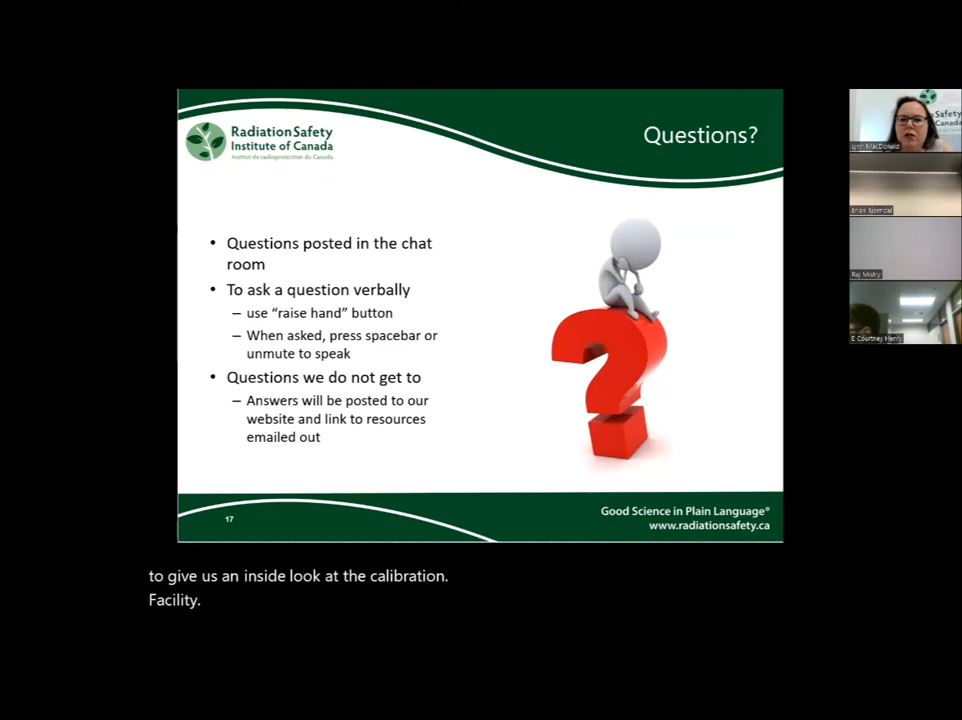 Radiation Safety
Institute of Canada
Institut de radioprotection du Canada
Questions?
• Questions posted in the chat
room
• To ask a question verbally
– use “raise hand” button
– When asked, press spacebar or
unmute to speak
• Questions we do not get to
– Answers will be posted to our
website and link to resources
emailed out
17
Good Science in Plain Language®
www.radiationsafety.ca
Safety
Canada
Lynn MacDonald
Brian Bjorndal
Raj Mistry
E Courtney Henry
to give us an inside look at the calibration.
Facility.